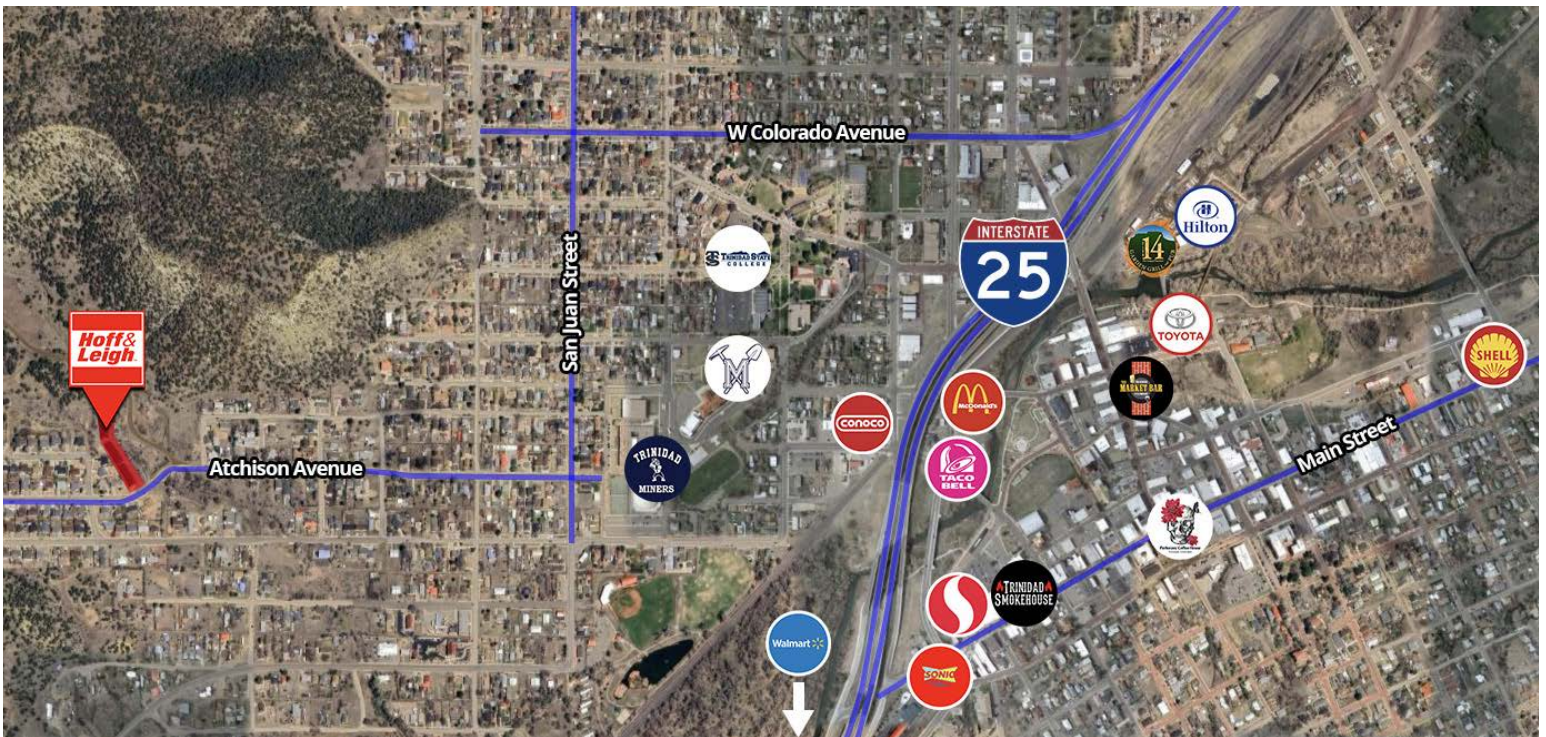 W Colorado Avenue
INTERSTATE
25
Hilton
14
TRINIDAD STATE
COLLEGE
San Juan Street
TOYOTA
Hoff&
Leigh
SHELL
MARKET BAR
McDonald's
conoco
Main Street
TRINIDAD
MINERS
Atchison Avenue
TACO
BELL
TRINIDAD
SMOKEHOUSE
Walmart
SONIC